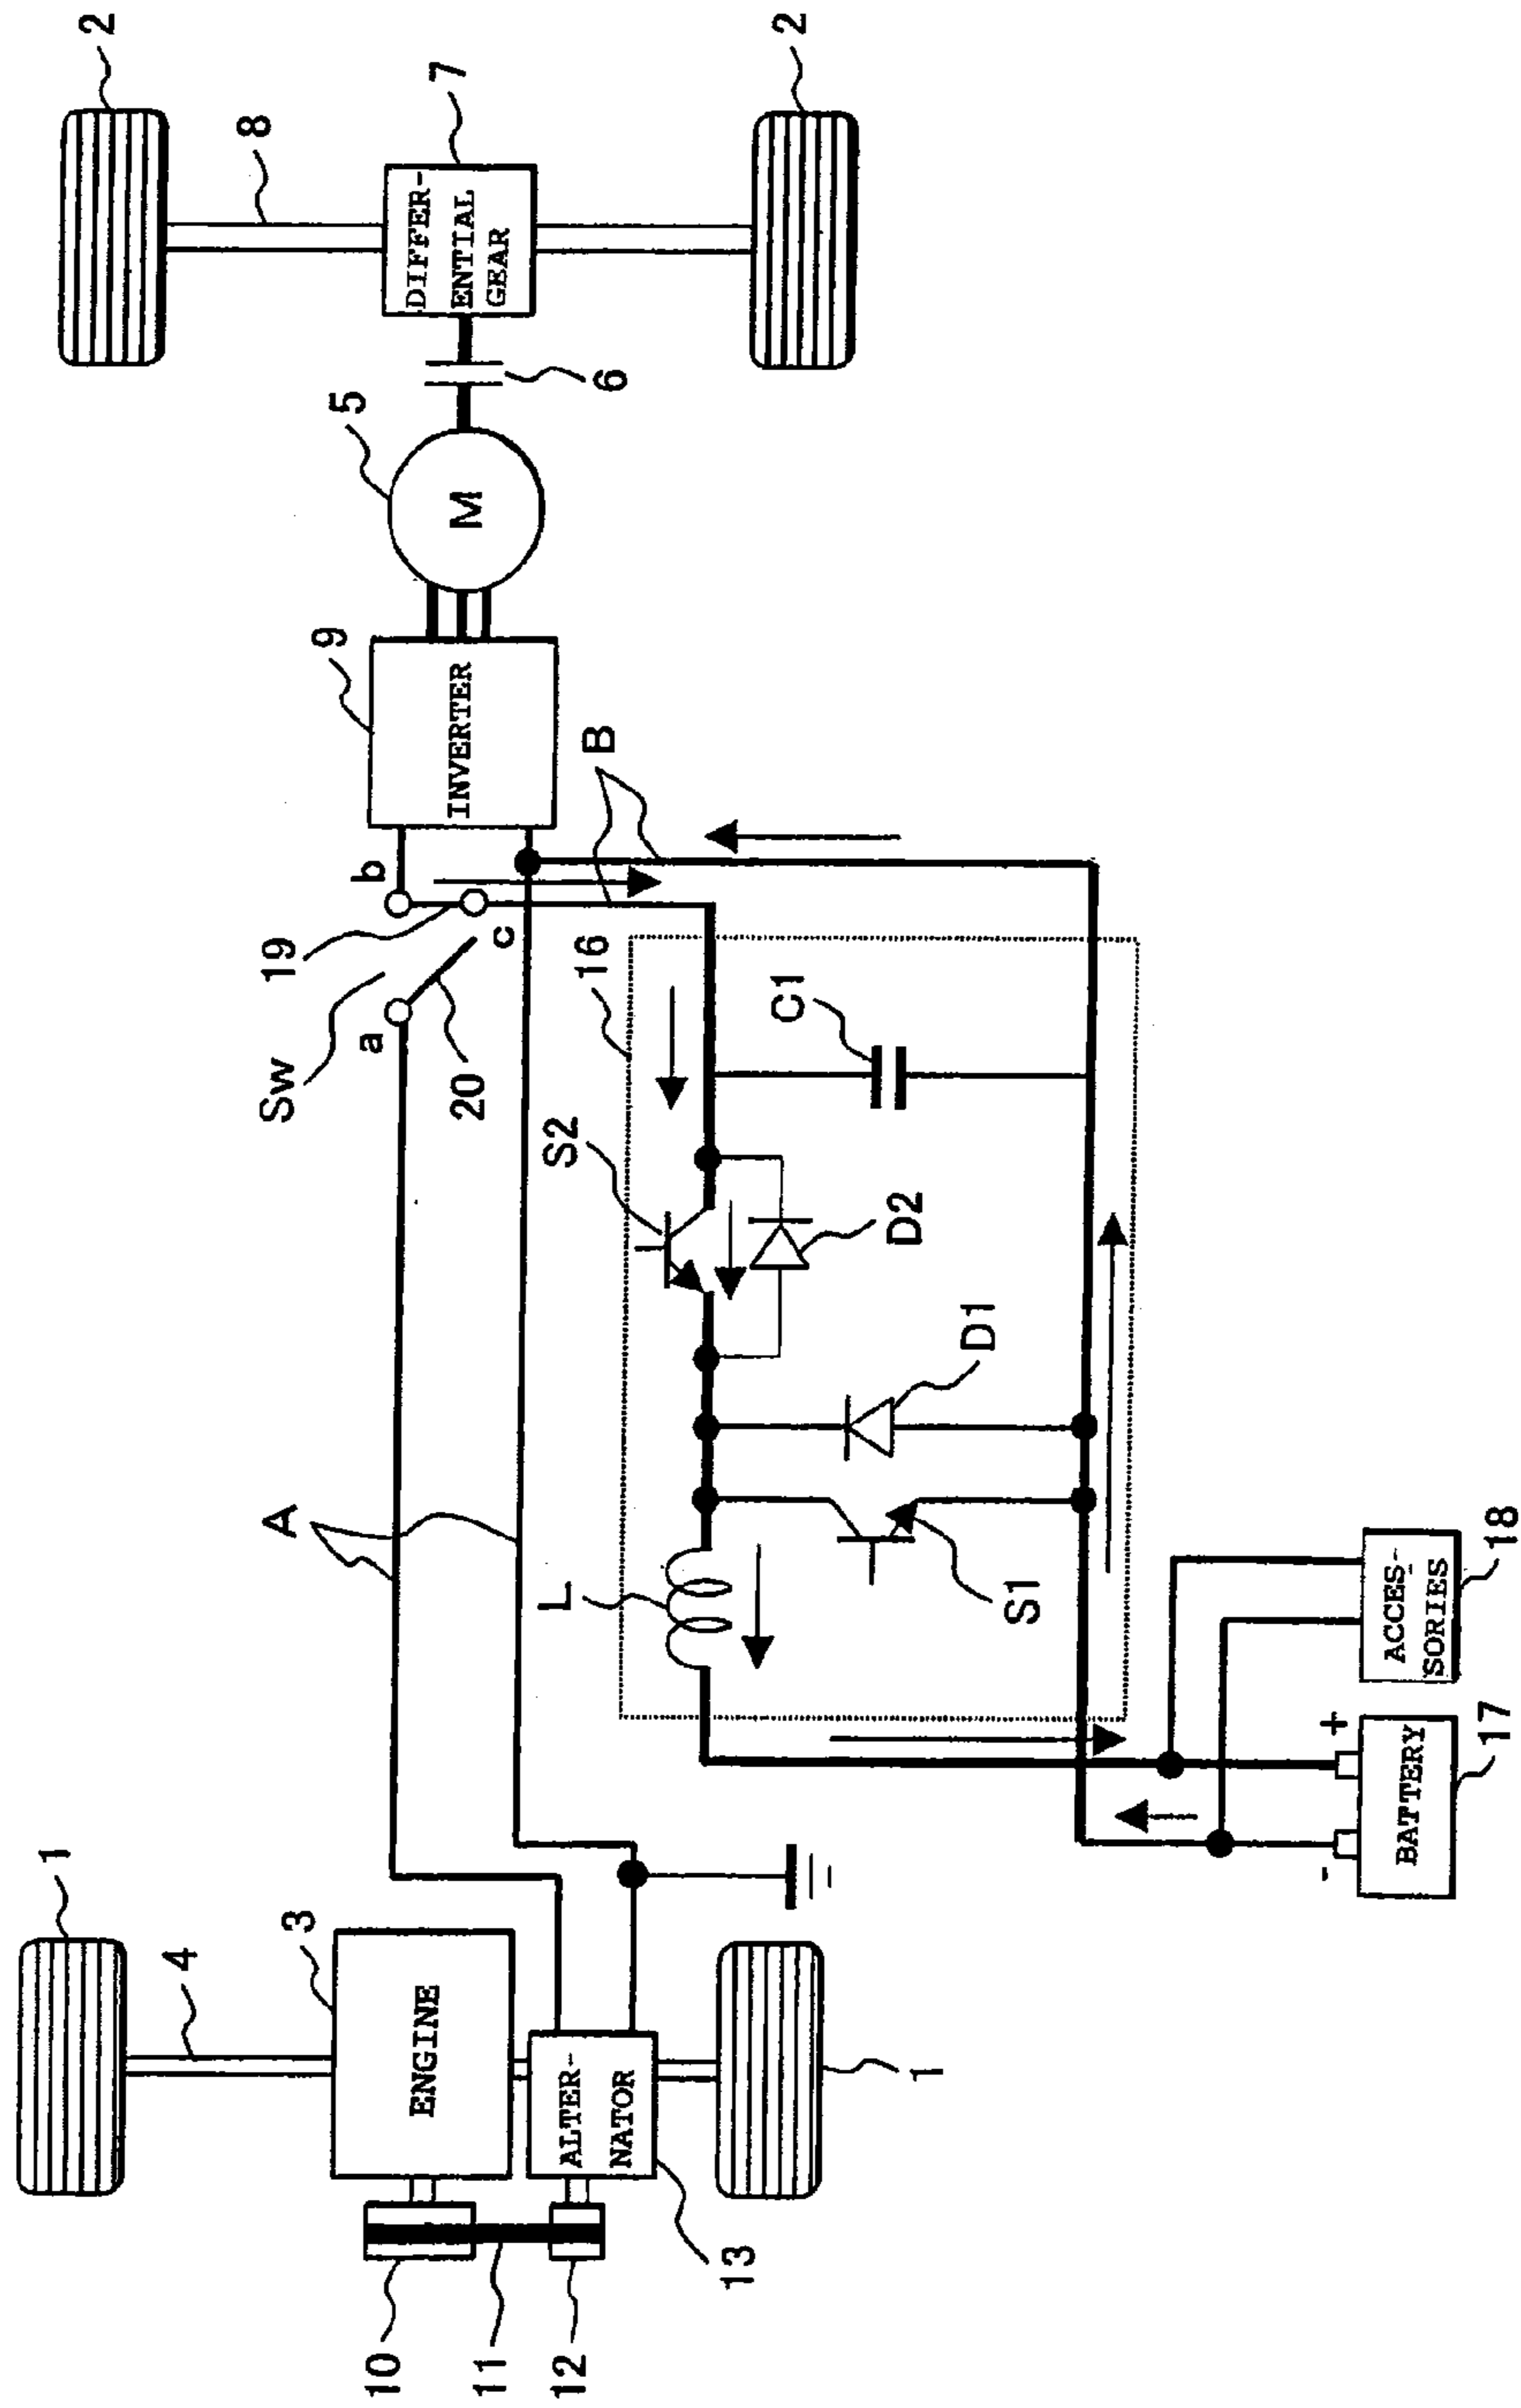 1
4
3
ENGINE
10
11
12
ALTER-
NATOR
13
1
A
Sw
a
20
19
b
c
9
INVERTER
5
M
6
8
2
7
DIFFER-
ENTIAL
GEAR
2
B
16
L
S1
D1
S2
D2
C1
- +
BATTERY
17
ACCES-
SORIES
18